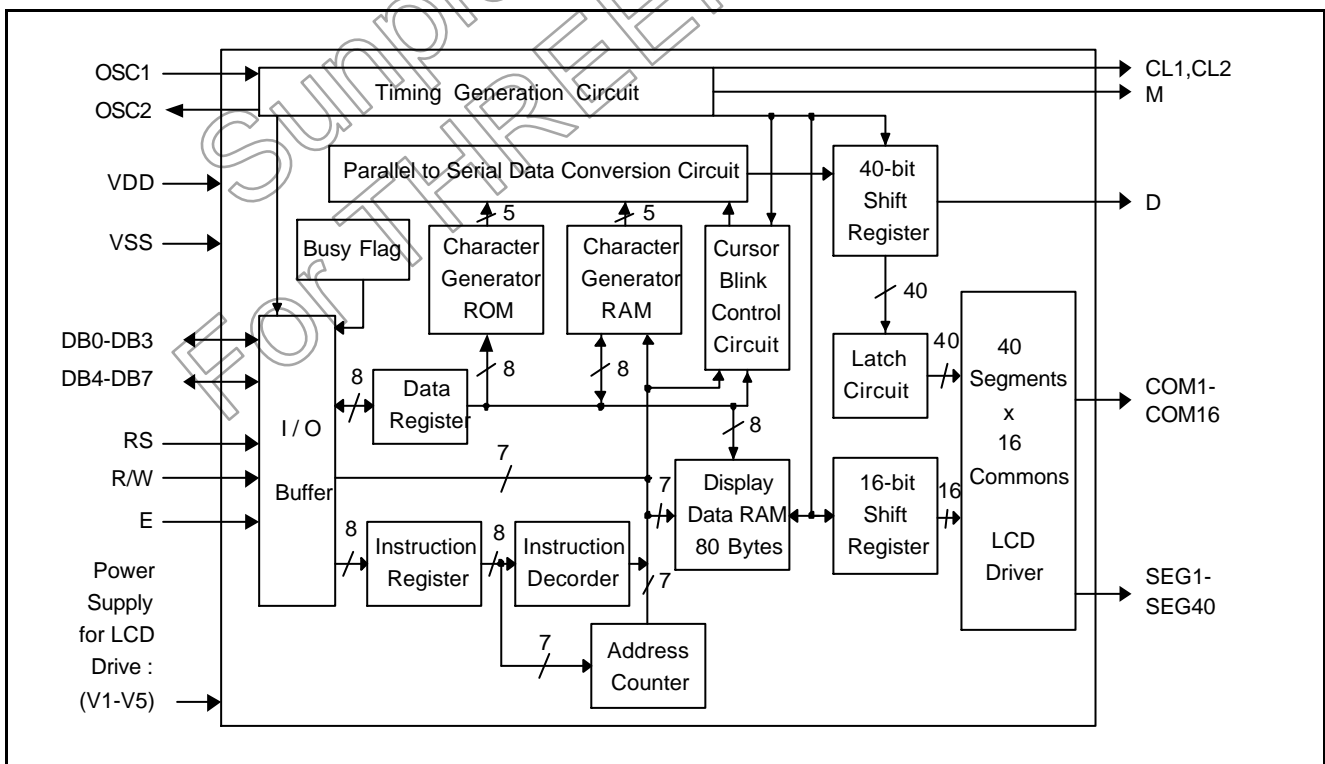 Sunpl
For THREE
OSC1
OSC2
VDD
VSS
DB0-DB3
DB4-DB7
RS
R/W
E
Power
Supply
for LCD
Drive :
(V1-V5)
Timing Generation Circuit
Parallel to Serial Data Conversion Circuit
5
5
Busy Flag
Character
Generator
ROM
Character
Generator
RAM
Cursor
Blink
Control
Circuit
40-bit
Shift
Register
40
Latch
Circuit
40
8
8
8
8
Data
Register
I / O
Buffer
7
7
Display
Data RAM
80 Bytes
16-bit
Shift
Register
16
8
Instruction
Register
8
Instruction
Decorder
7
7
Address
Counter
40
Segments
x
16
Commons
LCD
Driver
CL1,CL2
M
D
COM1-
COM16
SEG1-
SEG40